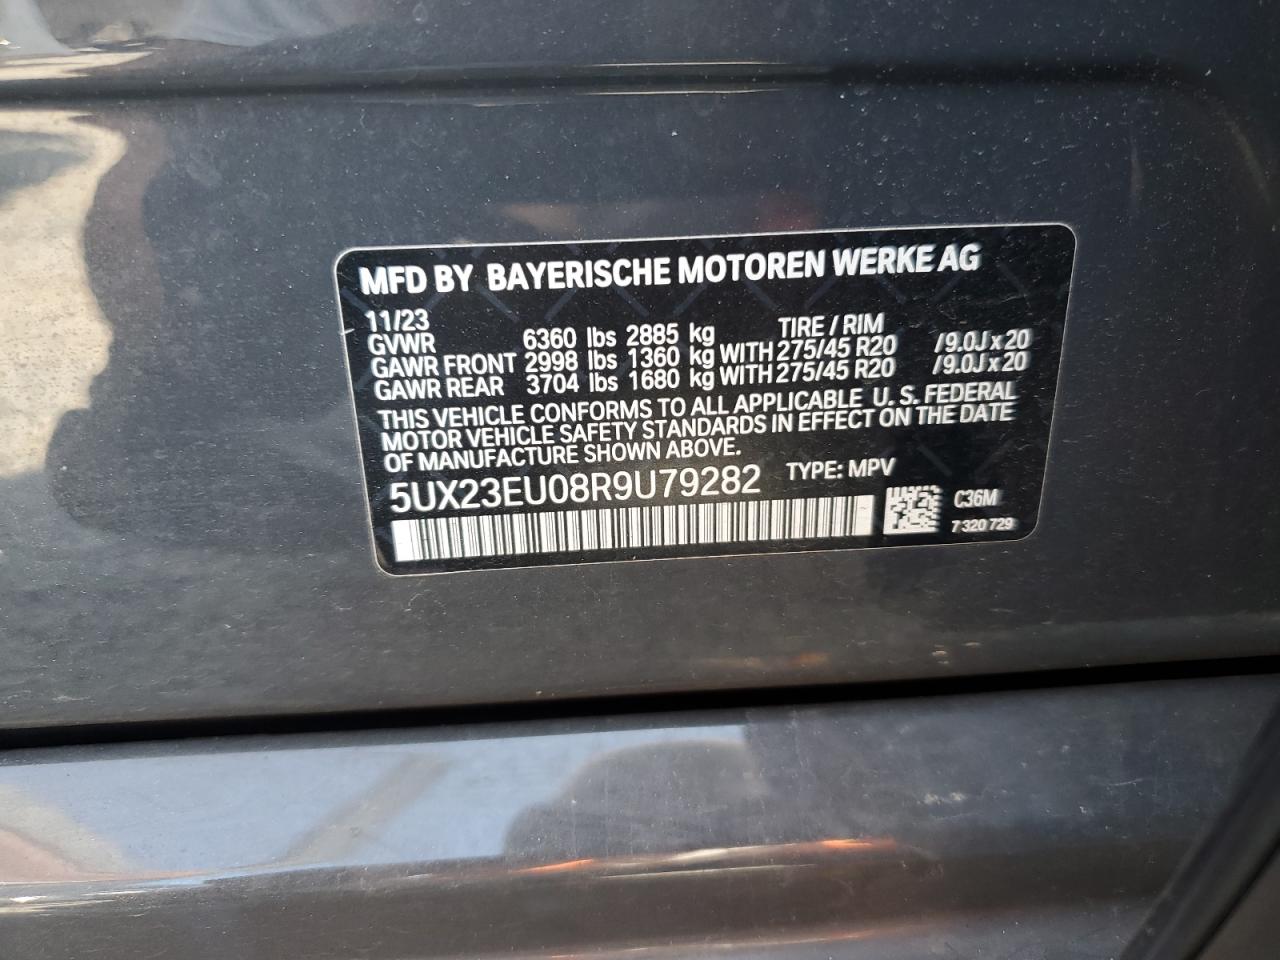 MFD BY BAYERISCHE MOTOREN WERKE AG
11/23 TIRE / RIM
GVWR 6360 lbs 2885 kg
GAWR FRONT 2998 lbs 1360 kg WITH 275/45 R20 /9.0J x 20
GAWR REAR 3704 lbs 1680 kg WITH 275/45 R20 /9.0J x 20
THIS VEHICLE CONFORMS TO ALL APPLICABLE U. S. FEDERAL
MOTOR VEHICLE SAFETY STANDARDS IN EFFECT ON THE DATE
OF MANUFACTURE SHOWN ABOVE.
5UX23EU08R9U79282 TYPE: MPV
C36M
7 320 729